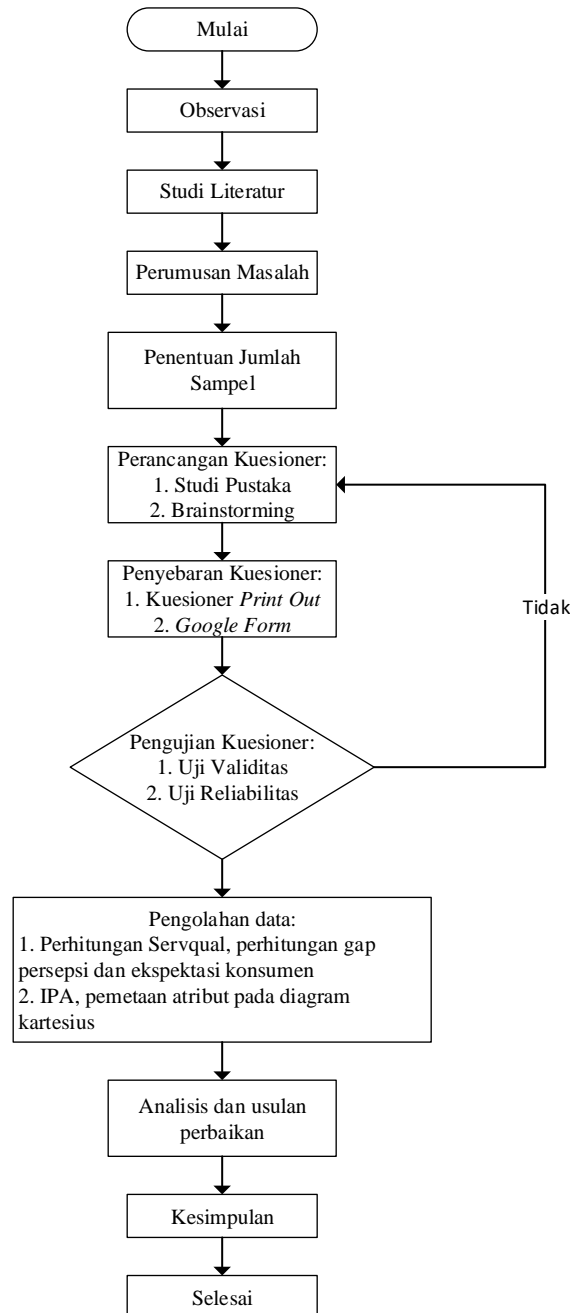 Mulai
Observasi
Studi Literatur
Perumusan Masalah
Penentuan Jumlah
Sampel
Perancangan Kuesioner:
1. Studi Pustaka
2. Brainstorming
Penyebaran Kuesioner:
1. Kuesioner Print Out
2. Google Form
Tidak
Pengujian Kuesioner:
1. Uji Validitas
2. Uji Reliabilitas
Pengolahan data:
1. Perhitungan Servqual, perhitungan gap
persepsi dan ekspektasi konsumen
2. IPA, pemetaan atribut pada diagram
kartesius
Analisis dan usulan
perbaikan
Kesimpulan
Selesai